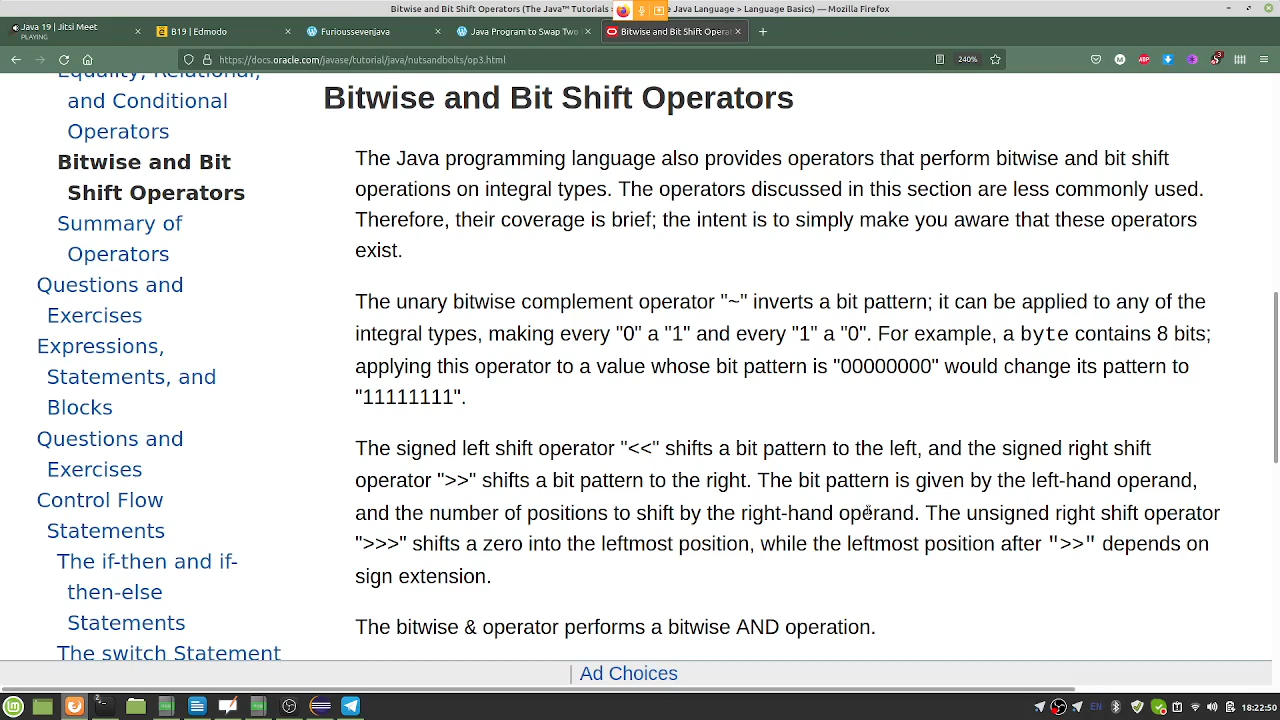 Bitwise and Bit Shift Operators (The Java™ Tutorials
e Java Language > Language Basics) — Mozilla Firefox
Java 19 | Jitsi Meet
PLAYING
B19 | Edmodo
Furioussevenjava
Java Program to Swap Two
Bitwise and Bit Shift Operat
https://docs.oracle.com/javase/tutorial/java/nutsandbolts/op3.html
240%
Equality, Relational,
and Conditional
Operators
Bitwise and Bit
Shift Operators
Summary of
Operators
Questions and
Exercises
Expressions,
Statements, and
Blocks
Questions and
Exercises
Control Flow
Statements
The if-then and if-
then-else
Statements
The switch Statement
Bitwise and Bit Shift Operators
The Java programming language also provides operators that perform bitwise and bit shift
operations on integral types. The operators discussed in this section are less commonly used.
Therefore, their coverage is brief; the intent is to simply make you aware that these operators
exist.
The unary bitwise complement operator "~" inverts a bit pattern; it can be applied to any of the
integral types, making every "0" a "1" and every "1" a "0". For example, a byte contains 8 bits;
applying this operator to a value whose bit pattern is "00000000" would change its pattern to
"11111111".
The signed left shift operator "<<" shifts a bit pattern to the left, and the signed right shift
operator ">>" shifts a bit pattern to the right. The bit pattern is given by the left-hand operand,
and the number of positions to shift by the right-hand operand. The unsigned right shift operator
">>>" shifts a zero into the leftmost position, while the leftmost position after ">>" depends on
sign extension.
The bitwise & operator performs a bitwise AND operation.
Ad Choices
EN
18:22:50